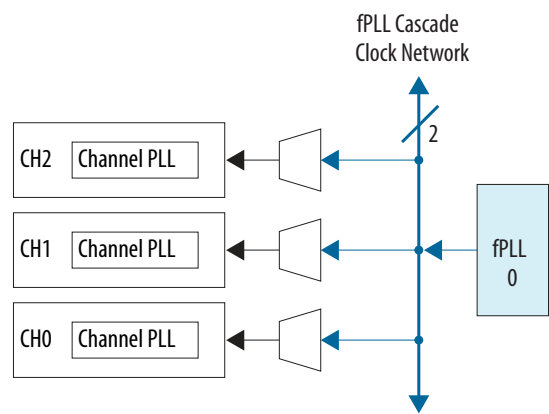 fPLL Cascade
Clock Network
2
CH2 Channel PLL
CH1 Channel PLL
fPLL
0
CH0 Channel PLL